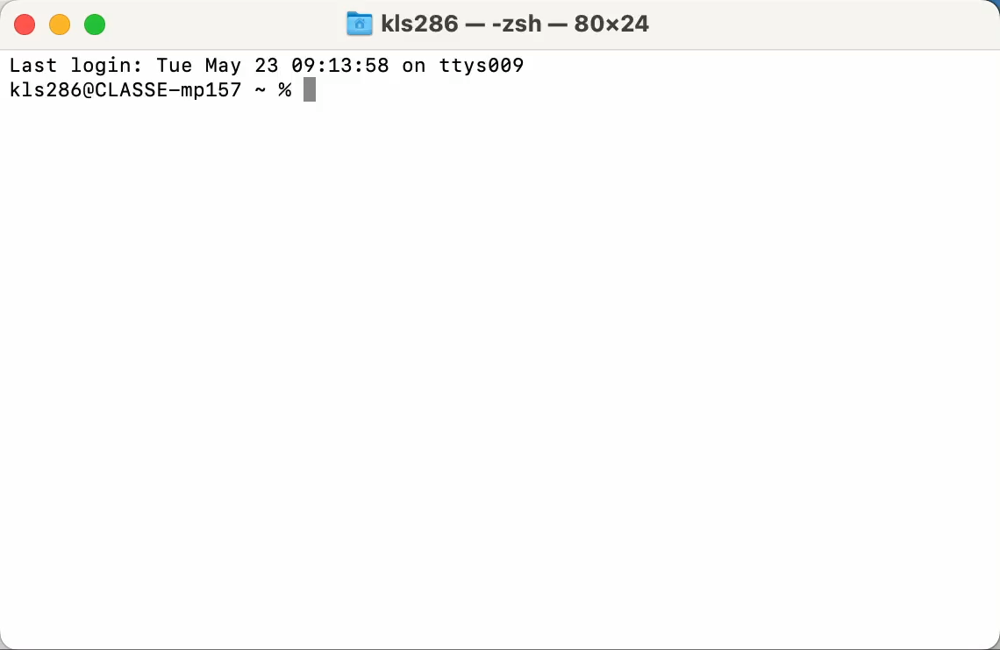 kls286 — -zsh — 80×24
Last login: Tue May 23 09:13:58 on ttys009
kls286@CLASSE-mp157 ~ %